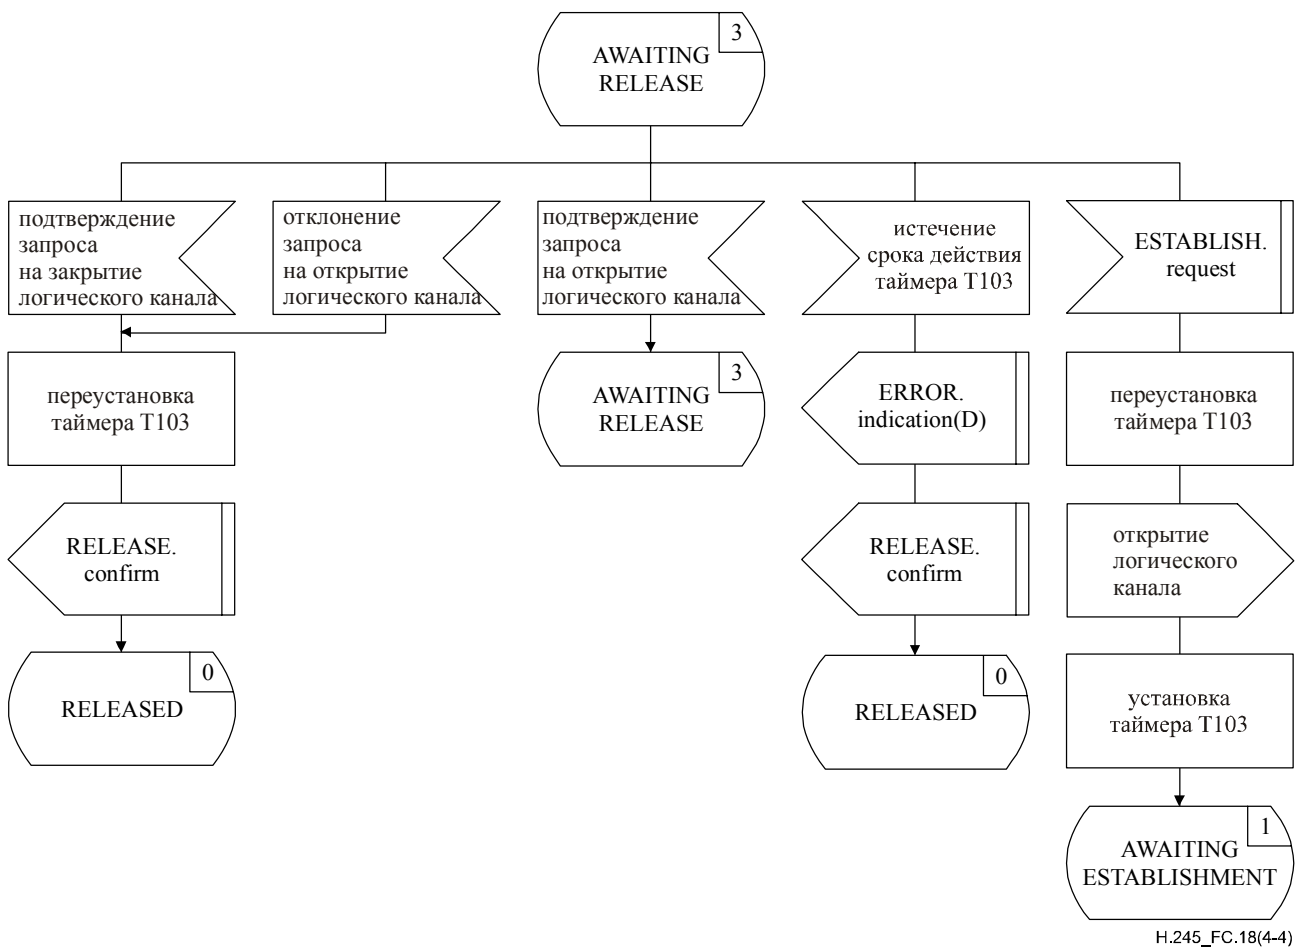 3
AWAITING
RELEASE
подтверждение
запроса
на закрытие
логического канала
отклонение
запроса
на открытие
логического канала
подтверждение
запроса
на открытие
логического канала
истечение
срока действия
таймера T103
ESTABLISH.
request
переустановка
таймера T103
3
AWAITING
RELEASE
ERROR.
indication(D)
переустановка
таймера T103
RELEASE.
confirm
RELEASE.
confirm
открытие
логического
канала
0
RELEASED
0
RELEASED
установка
таймера T103
1
AWAITING
ESTABLISHMENT
H.245_FC.18(4-4)